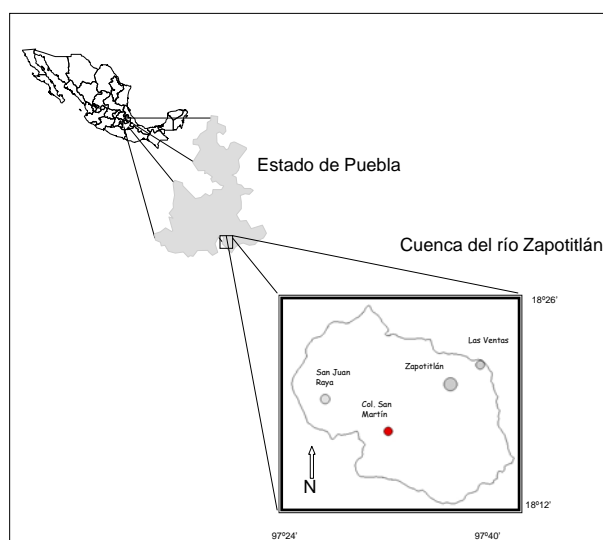 Estado de Puebla
Cuenca del río Zapotitlán
18º26’
Las Ventas
Zapotitlán
San Juan
Raya
Col. San
Martín
N
18º12’
97º24’
97º40’